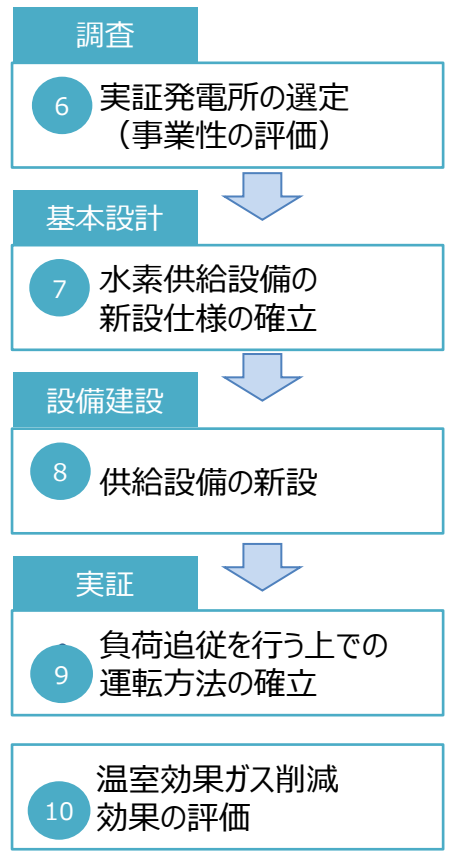 調査
6
実証発電所の選定
（事業性の評価）
基本設計
7
水素供給設備の
新設仕様の確立
設備建設
8
供給設備の新設
実証
9
負荷追従を行う上での
運転方法の確立
10
温室効果ガス削減
効果の評価